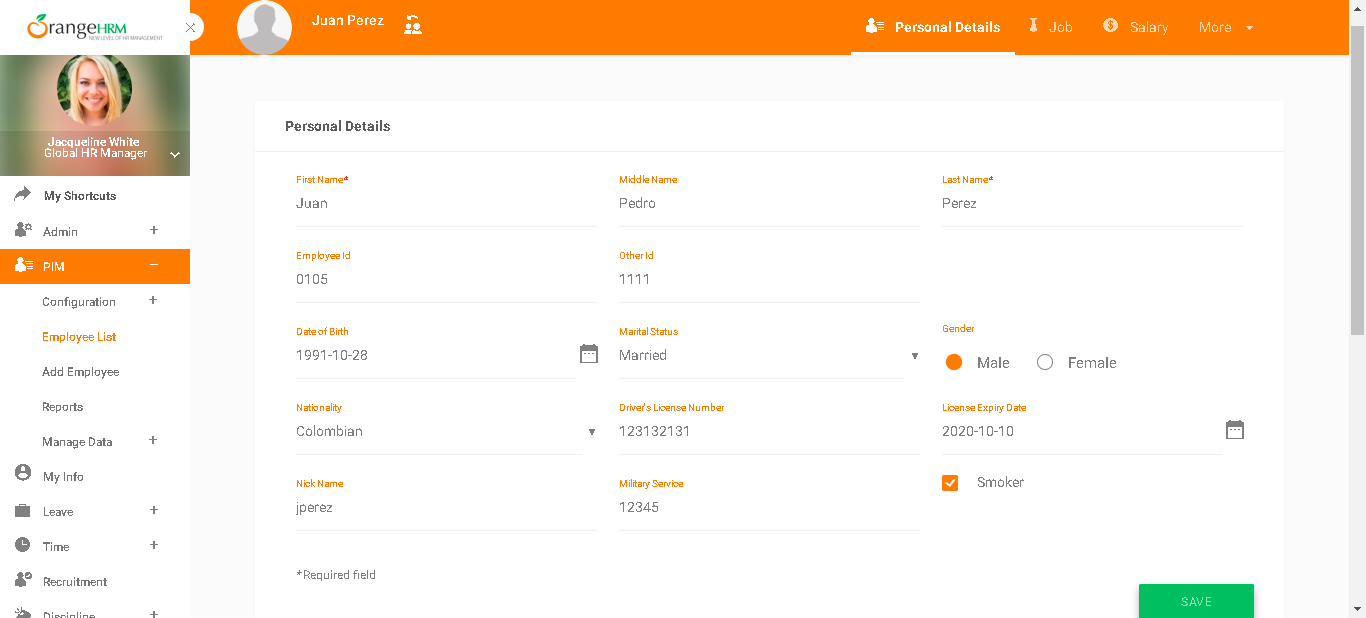 OrangeHRM
NEW LEVEL OF HR MANAGEMENT
Juan Perez
Personal Details
Job
Salary
More
Jacqueline White
Global HR Manager
My Shortcuts
Admin
PIM
Configuration
Employee List
Add Employee
Reports
Manage Data
My Info
Leave
Time
Recruitment
Discipline
Personal Details
First Name* Middle Name Last Name*
Juan Pedro Perez
Employee Id Other Id
0105 1111
Date of Birth Marital Status Gender
1991-10-28 Married Male Female
Nationality Driver's License Number License Expiry Date
Colombian 123132131 2020-10-10
Nick Name Military Service Smoker
jperez 12345
*Required field
SAVE